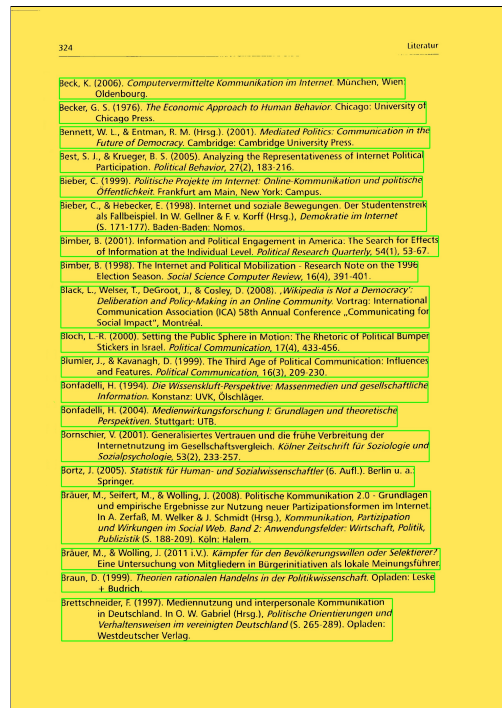 324
Literatur
Beck, K. (2006). Computervermittelte Kommunikation im Internet. München, Wien:
Oldenbourg.
Becker, G. S. (1976). The Economic Approach to Human Behavior. Chicago: University of
Chicago Press.
Bennett, W. L., & Entman, R. M. (Hrsg.). (2001). Mediated Politics: Communication in the
Future of Democracy. Cambridge: Cambridge University Press.
Best, S. J., & Krueger, B. S. (2005). Analyzing the Representativeness of Internet Political
Participation. Political Behavior, 27(2), 183-216.
Bieber, C. (1999). Politische Projekte im Internet: Online-Kommunikation und politische
Öffentlichkeit. Frankfurt am Main, New York: Campus.
Bieber, C., & Hebecker, E. (1998). Internet und soziale Bewegungen. Der Studentenstreik
als Fallbeispiel. In W. Gellner & F. v. Korff (Hrsg.), Demokratie im Internet
(S. 171-177). Baden-Baden: Nomos.
Bimber, B. (2001). Information and Political Engagement in America: The Search for Effects
of Information at the Individual Level. Political Research Quarterly, 54(1), 53-67.
Bimber, B. (1998). The Internet and Political Mobilization - Research Note on the 1996
Election Season. Social Science Computer Review, 16(4), 391-401.
Black, L., Welser, T., DeGroot, J., & Cosley, D. (2008). „Wikipedia is Not a Democracy":
Deliberation and Policy-Making in an Online Community. Vortrag: International
Communication Association (ICA) 58th Annual Conference „Communicating for
Social Impact", Montréal.
Bloch, L.-R. (2000). Setting the Public Sphere in Motion: The Rhetoric of Political Bumper
Stickers in Israel. Political Communication, 17(4), 433-456.
Blumler, J., & Kavanagh, D. (1999). The Third Age of Political Communication: Influences
and Features. Political Communication, 16(3), 209-230.
Bonfadelli, H. (1994). Die Wissenskluft-Perspektive: Massenmedien und gesellschaftliche
Information. Konstanz: UVK, Ölschläger.
Bonfadelli, H. (2004). Medienwirkungsforschung I: Grundlagen und theoretische
Perspektiven. Stuttgart: UTB.
Bornschier, V. (2001). Generalisiertes Vertrauen und die frühe Verbreitung der
Internetnutzung im Gesellschaftsvergleich. Kölner Zeitschrift für Soziologie und
Sozialpsychologie, 53(2), 233-257.
Bortz, J. (2005). Statistik für Human- und Sozialwissenschaftler (6. Aufl.). Berlin u. a.:
Springer.
Bräuer, M., Seifert, M., & Wolling, J. (2008). Politische Kommunikation 2.0 - Grundlagen
und empirische Ergebnisse zur Nutzung neuer Partizipationsformen im Internet.
In A. Zerfaß, M. Welker & J. Schmidt (Hrsg.), Kommunikation, Partizipation
und Wirkungen im Social Web. Band 2: Anwendungsfelder: Wirtschaft, Politik,
Publizistik (S. 188-209). Köln: Halem.
Bräuer, M., & Wolling, J. (2011 i.V.). Kämpfer für den Bevölkerungswillen oder Selektierer?
Eine Untersuchung von Mitgliedern in Bürgerinitiativen als lokale Meinungsführer.
Braun, D. (1999). Theorien rationalen Handelns in der Politikwissenschaft. Opladen: Leske
+ Budrich.
Brettschneider, F. (1997). Mediennutzung und interpersonale Kommunikation
in Deutschland. In O. W. Gabriel (Hrsg.), Politische Orientierungen und
Verhaltensweisen im vereinigten Deutschland (S. 265-289). Opladen:
Westdeutscher Verlag.